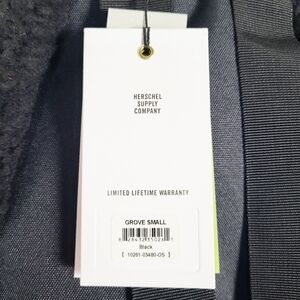 HERSCHEL
SUPPLY
COMPANY
LIMITED LIFETIME WARRANTY
GROVE SMALL
Black
[ 10261-03480-OS ]